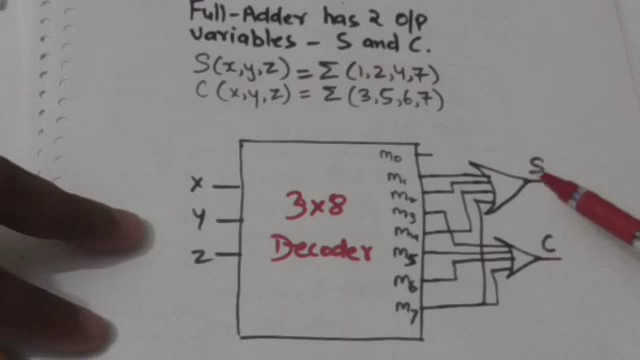 Full-Adder has 2 o/p
variables - S and C.
S(x,y,z) = Σ (1,2,4,7)
C (x,y,z) = Σ (3,5,6,7)
m0
m1
m2
m3
m4
m5
m6
m7
x
y
z
3x8
Decoder
S
C